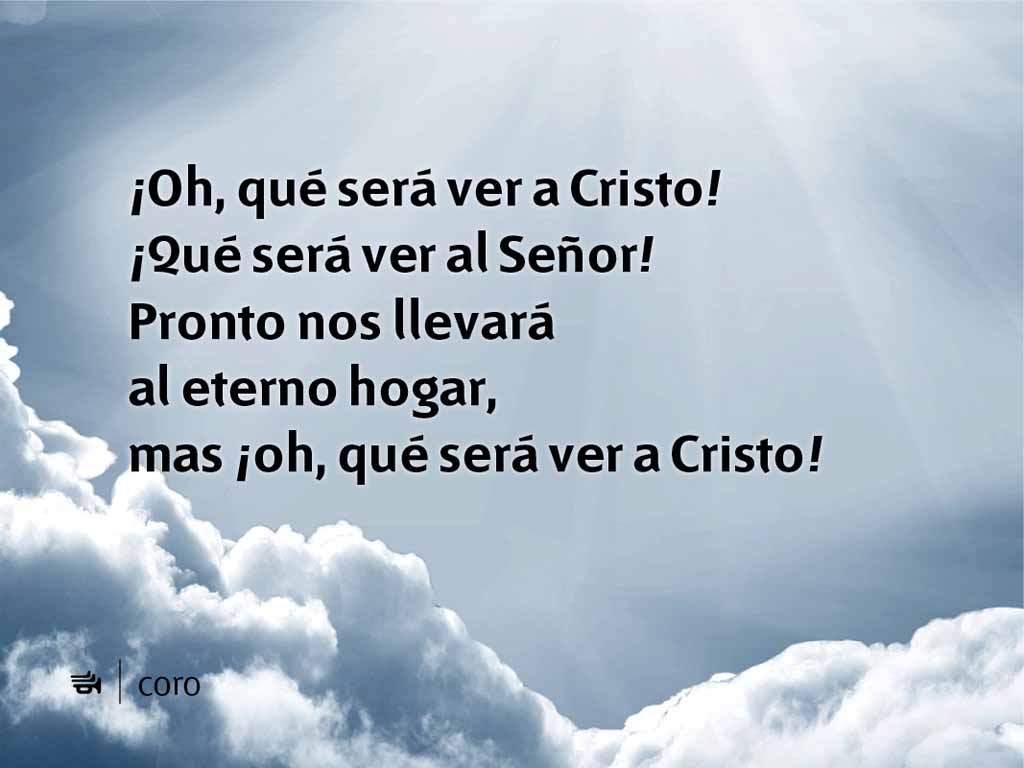 ¡Oh, qué será ver a Cristo!
¡Qué será ver al Señor!
Pronto nos llevará
al eterno hogar,
mas ¡oh, qué será ver a Cristo!
coro